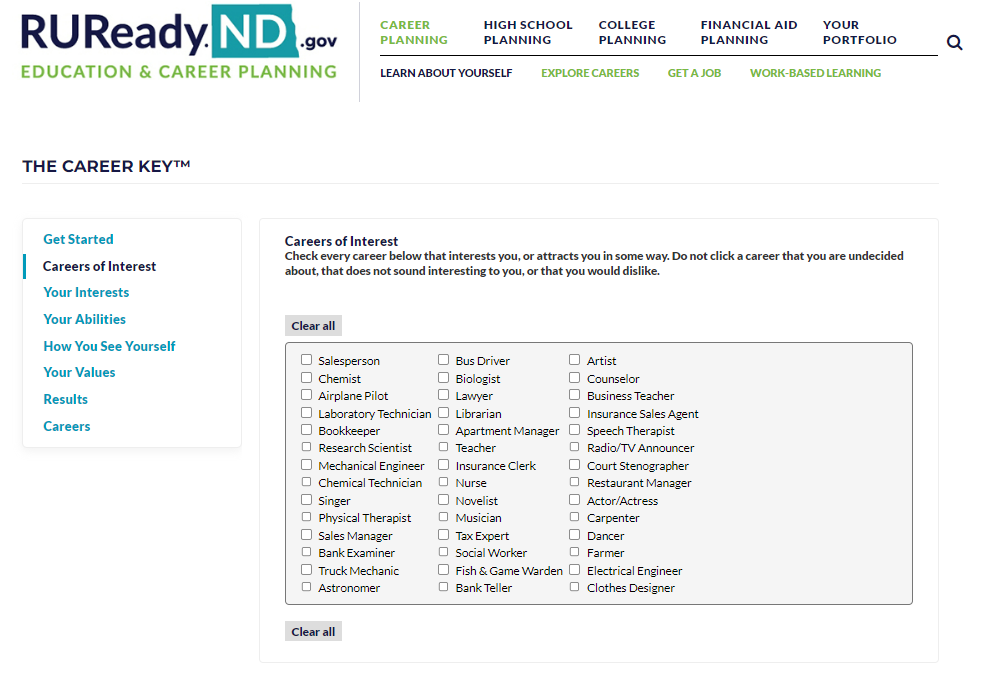 RUReady.ND.gov
EDUCATION & CAREER PLANNING
CAREER PLANNING
HIGH SCHOOL PLANNING
COLLEGE PLANNING
FINANCIAL AID PLANNING
YOUR PORTFOLIO
LEARN ABOUT YOURSELF EXPLORE CAREERS GET A JOB WORK-BASED LEARNING
THE CAREER KEY™
Get Started
Careers of Interest
Your Interests
Your Abilities
How You See Yourself
Your Values
Results
Careers
Careers of Interest
Check every career below that interests you, or attracts you in some way. Do not click a career that you are undecided
about, that does not sound interesting to you, or that you would dislike.
Clear all
Salesperson Bus Driver Artist
Chemist Biologist Counselor
Airplane Pilot Lawyer Business Teacher
Laboratory Technician Librarian Insurance Sales Agent
Bookkeeper Apartment Manager Speech Therapist
Research Scientist Teacher Radio/TV Announcer
Mechanical Engineer Insurance Clerk Court Stenographer
Chemical Technician Nurse Restaurant Manager
Singer Novelist Actor/Actress
Physical Therapist Musician Carpenter
Sales Manager Tax Expert Dancer
Bank Examiner Social Worker Farmer
Truck Mechanic Fish & Game Warden Electrical Engineer
Astronomer Bank Teller Clothes Designer
Clear all